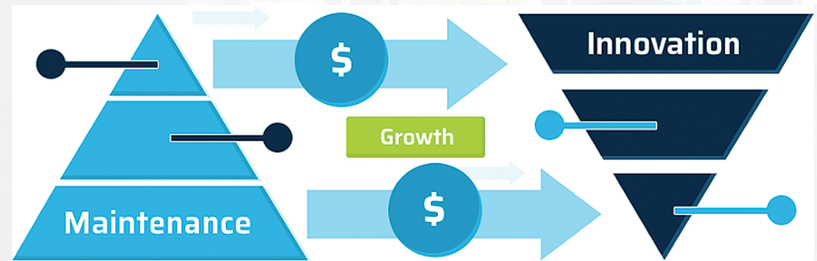 Innovation
$
Growth
Maintenance
$